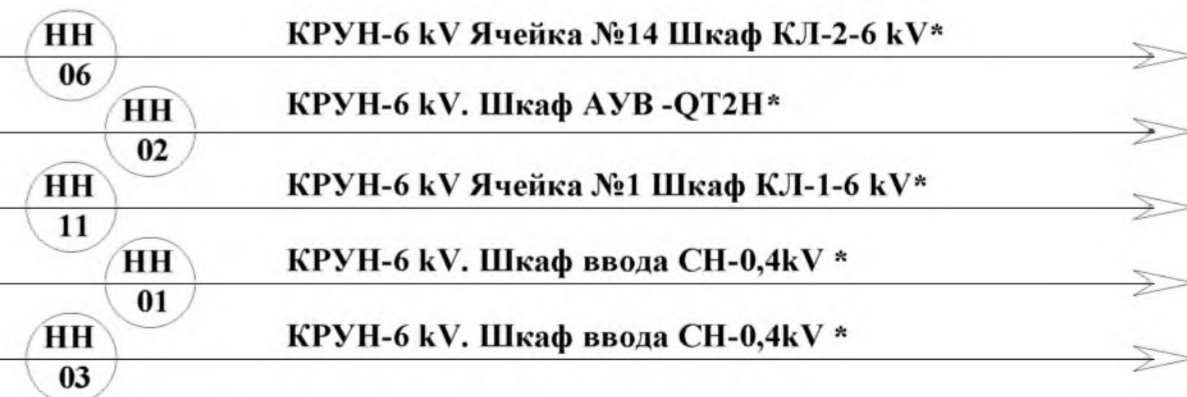 НН
КРУН-6 kV Ячейка №14 Шкаф КЛ-2-6 kV*
06
НН
КРУН-6 kV. Шкаф АУВ -QT2H*
02
НН
КРУН-6 kV Ячейка №1 Шкаф КЛ-1-6 kV*
11
НН
КРУН-6 kV. Шкаф ввода СН-0,4kV *
01
НН
КРУН-6 kV. Шкаф ввода СН-0,4kV *
03